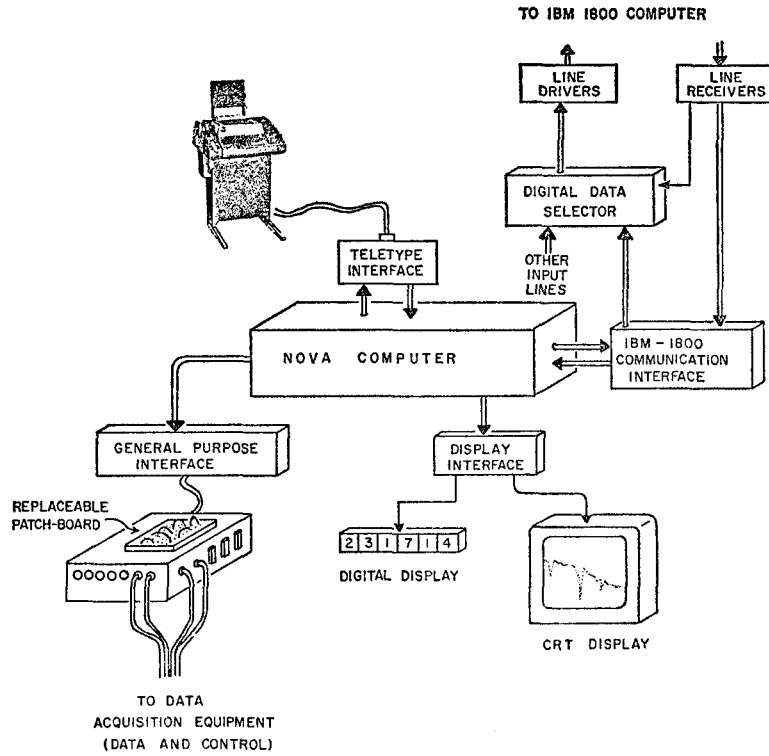 TO IBM 1800 COMPUTER
LINE
DRIVERS
LINE
RECEIVERS
DIGITAL DATA
SELECTOR
TELETYPE
INTERFACE
OTHER
INPUT
LINES
NOVA COMPUTER
IBM-1800
COMMUNICATION
INTERFACE
GENERAL PURPOSE
INTERFACE
DISPLAY
INTERFACE
REPLACEABLE
PATCH-BOARD
2 3 1 7 1 4
DIGITAL DISPLAY
CRT DISPLAY
TO DATA
ACQUISITION EQUIPMENT
(DATA AND CONTROL)